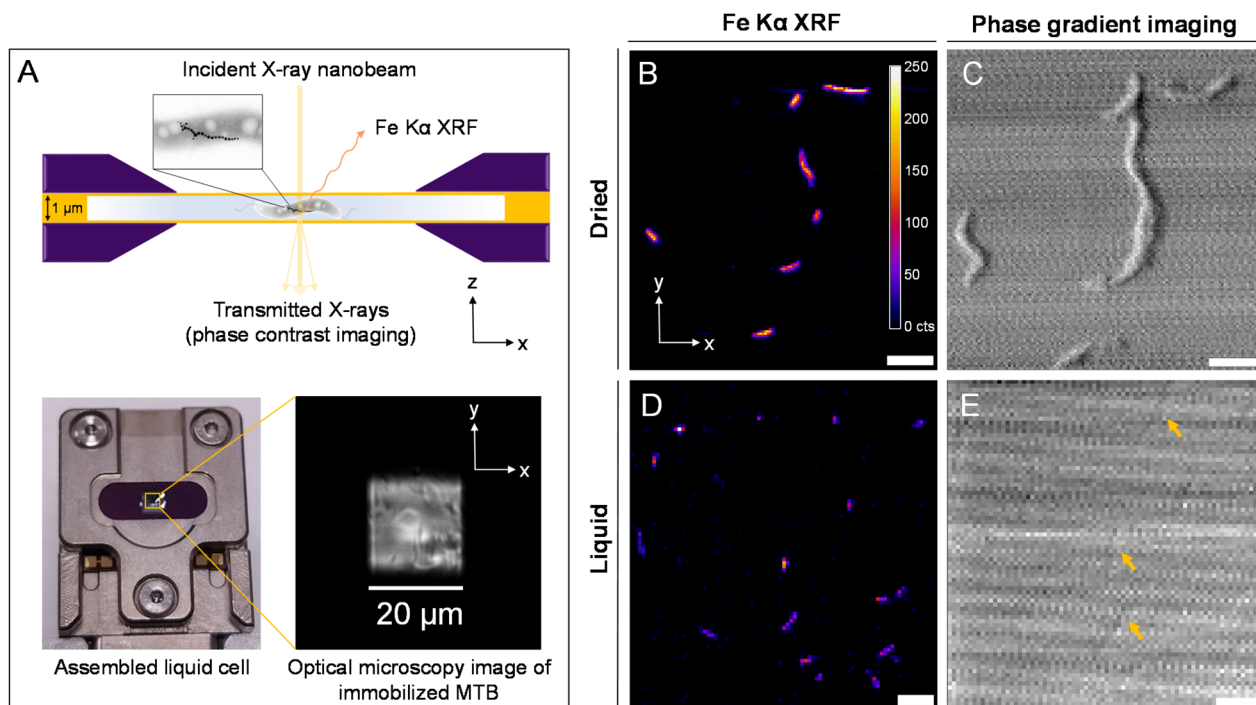 A
Incident X-ray nanobeam
Fe Kα XRF
1 µm
Transmitted X-rays
(phase contrast imaging)
z
x
Assembled liquid cell
y
x
20 µm
Optical microscopy image of
immobilized MTB
Fe Kα XRF
Phase gradient imaging
Dried
B
250
200
150
100
50
0 cts
y
x
C
Liquid
D
E